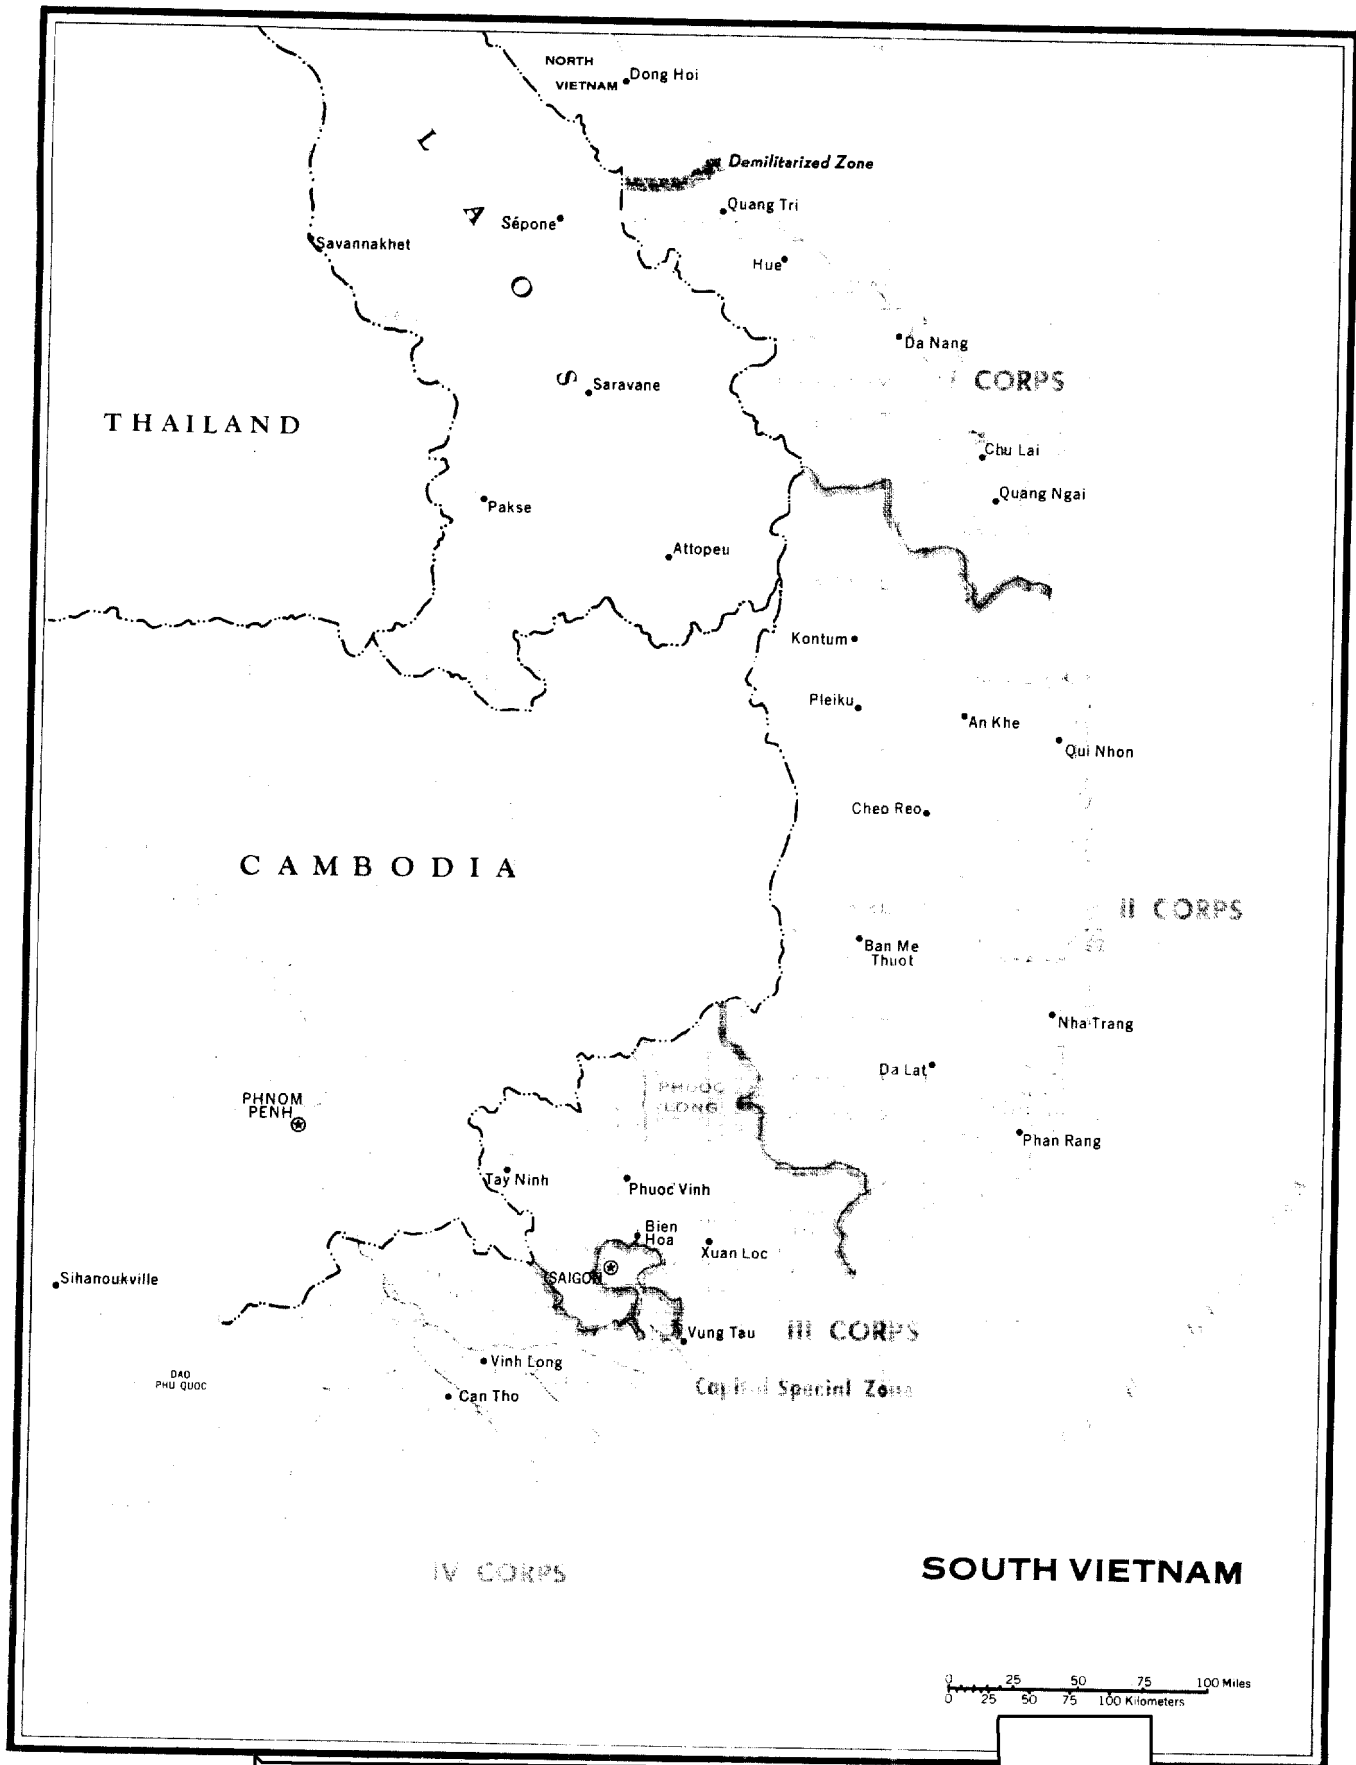 NORTH
VIETNAM
Dong Hoi
LAOS
Demilitarized Zone
Quang Tri
Sépone
Savannakhet
Hue
Da Nang
I CORPS
Saravane
THAILAND
Chu Lai
Quang Ngai
Pakse
Attopeu
Kontum
Pleiku
An Khe
Qui Nhon
Cheo Reo
CAMBODIA
II CORPS
Ban Me
Thuot
Nha Trang
Da Lat
PHUOC
LONG
PHNOM
PENH
Phan Rang
Tay Ninh
Phuoc Vinh
Bien
Hoa
Xuan Loc
SAIGON
Sihanoukville
Vung Tau
III CORPS
Vinh Long
DAO
PHU QUOC
Can Tho
Capital Special Zone
IV CORPS
SOUTH VIETNAM
0 25 50 75 100 Miles
0 25 50 75 100 Kilometers